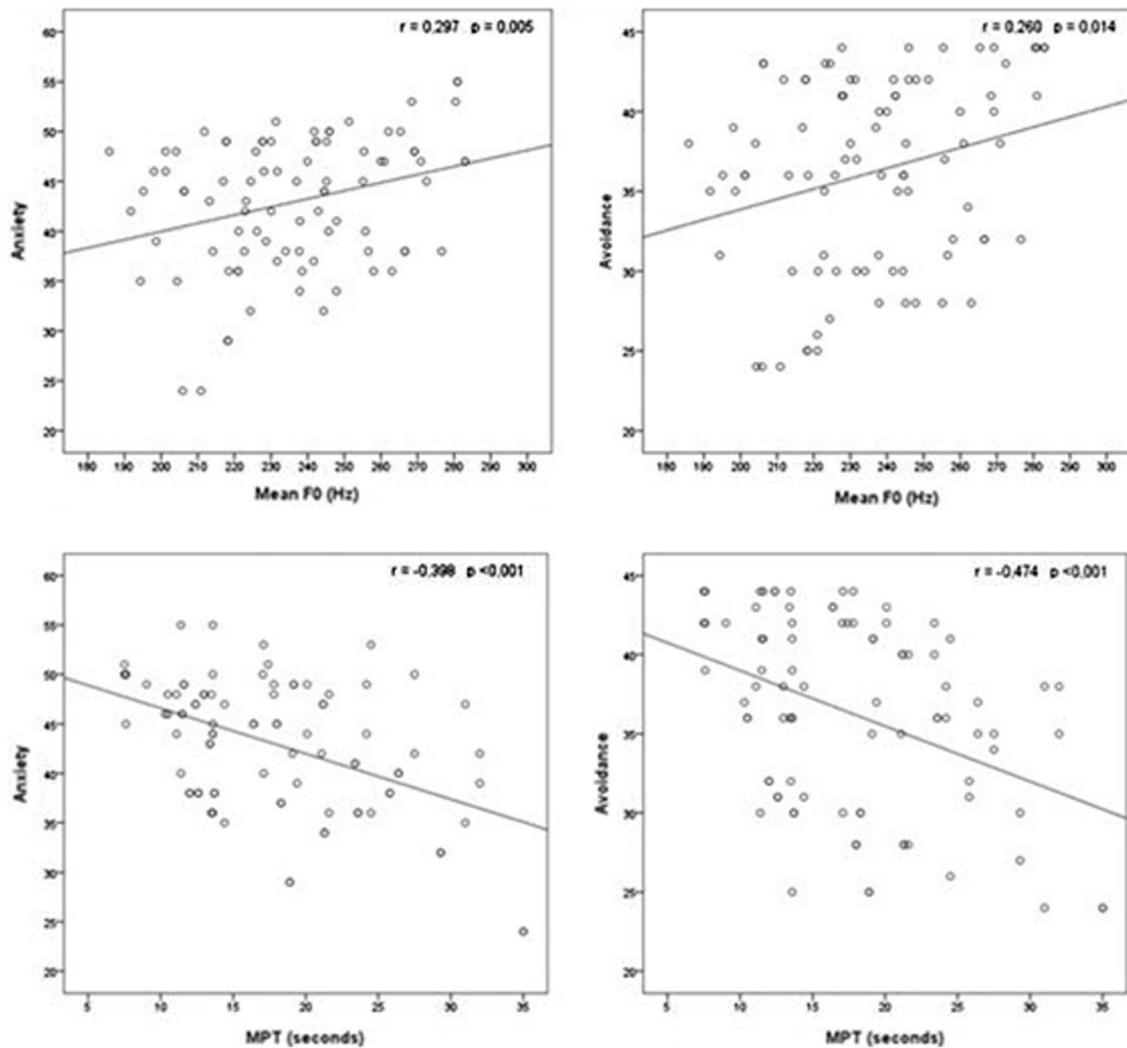 r = 0,297 p = 0,005
60
55
50
45
40
35
30
25
20
Anxiety
180 190 200 210 220 230 240 250 260 270 280 290 300
Mean F0 (Hz)
r = 0,260 p = 0,014
45
40
35
30
25
20
Avoidance
180 190 200 210 220 230 240 250 260 270 280 290 300
Mean F0 (Hz)
r = -0,398 p <0,001
60
55
50
45
40
35
30
25
20
Anxiety
5 10 15 20 25 30 35
MPT (seconds)
r = -0,474 p <0,001
45
40
35
30
25
20
Avoidance
5 10 15 20 25 30 35
MPT (seconds)